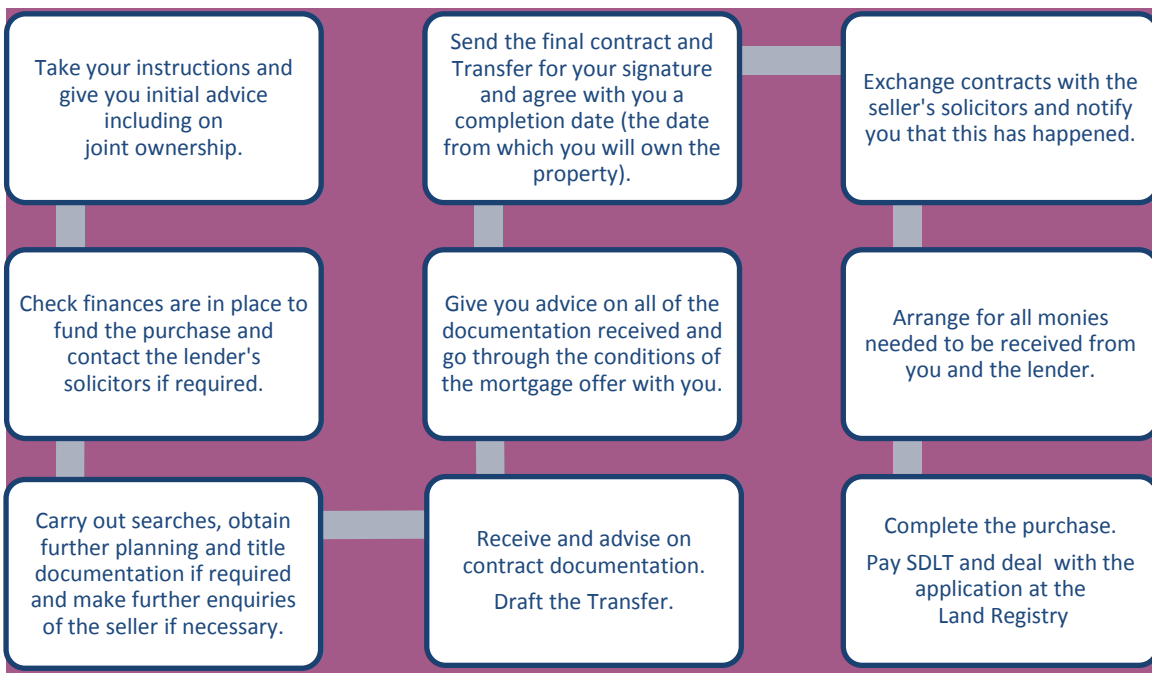 Take your instructions and
give you initial advice
including on
joint ownership.
Check finances are in place to
fund the purchase and
contact the lender's
solicitors if required.
Carry out searches, obtain
further planning and title
documentation if required
and make further enquiries
of the seller if necessary.
Receive and advise on
contract documentation.
Draft the Transfer.
Give you advice on all of the
documentation received and
go through the conditions of
the mortgage offer with you.
Send the final contract and
Transfer for your signature
and agree with you a
completion date (the date
from which you will own the
property).
Exchange contracts with the
seller's solicitors and notify
you that this has happened.
Arrange for all monies
needed to be received from
you and the lender.
Complete the purchase.
Pay SDLT and deal  with the
application at the
Land Registry